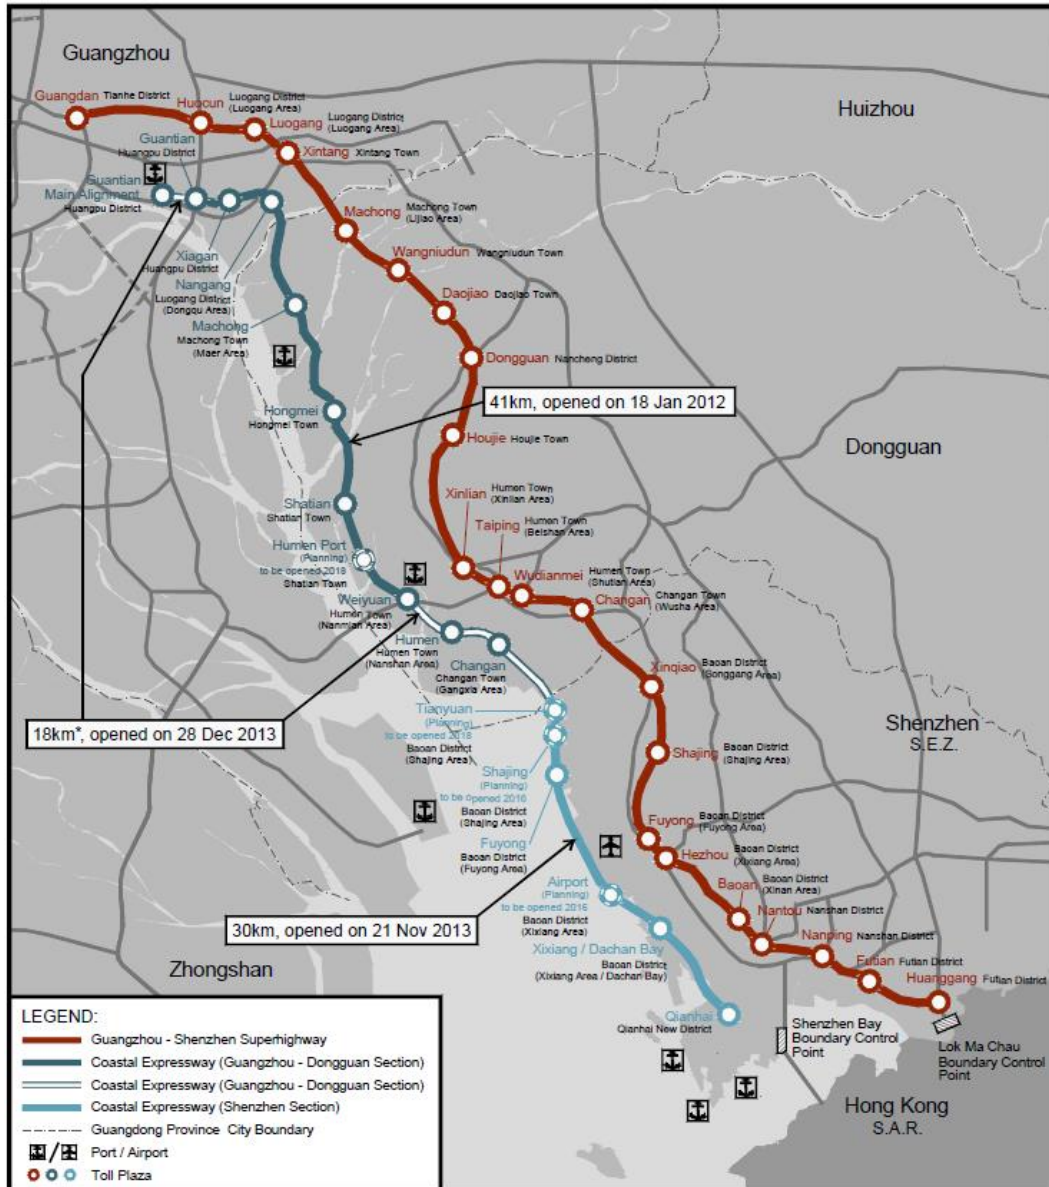 Guangzhou
Guangdan Tianhe District
Huocun Luogang District
(Luogang Area)
Luogang Luogang District
(Luogang Area)
Xintang Xintang Town
Huizhou
Guantian
Huangpu District
Guantian
Main Alignment
Huangpu District
Machong Machong Town
(Lijiao Area)
Wangniudun Wangniudun Town
Xiagan
Huangpu District
Nangang
Luogang District
(Dongqu Area)
Daojiao Daojiao Town
Machong
Machong Town
(Maer Area)
Dongguan Nancheng District
41km, opened on 18 Jan 2012
Hongmei
Hongmei Town
Houjie Houjie Town
Dongguan
Xinlian Humen Town
(Xinlian Area)
Shatian
Shatian Town
Taiping Humen Town
(Beishan Area)
Humen Port
(Planning)
to be opened 2018
Shatian Town
Wudianmei Humen Town
(Shutian Area)
Weiyuan
Humen Town
(Nanmian Area)
Changan Changan Town
(Wusha Area)
Humen
Humen Town
(Nanshan Area)
Changan
Changan Town
(Gangxia Area)
Xinqiao Baoan District
(Songgang Area)
Tianyuan
(Planning)
to be opened 2018
Baoan District
(Shajing Area)
18km*, opened on 28 Dec 2013
Shenzhen
S.E.Z.
Shajing Baoan District
(Shajing Area)
Shajing
(Planning)
to be opened 2016
Baoan District
(Shajing Area)
Fuyong
Baoan District
(Fuyong Area)
Fuyong Baoan District
(Fuyong Area)
Hezhou Baoan District
(Xixiang Area)
Airport
(Planning)
to be opened 2016
Baoan District
(Xixiang Area)
Baoan Baoan District
(Xinan Area)
30km, opened on 21 Nov 2013
Nantou Nanshan District
Nanping Nanshan District
Xixiang / Dachan Bay
Baoan District
(Xixiang Area / Dachan Bay)
Futian Futian District
Zhongshan
Huanggang Futian District
Qianhai
Qianhai New District
Shenzhen Bay
Boundary Control
Point
Lok Ma Chau
Boundary Control
Point
Hong Kong
S.A.R.
LEGEND:
Guangzhou - Shenzhen Superhighway
Coastal Expressway (Guangzhou - Dongguan Section)
Coastal Expressway (Guangzhou - Dongguan Section)
Coastal Expressway (Shenzhen Section)
Guangdong Province City Boundary
/ Port / Airport
Toll Plaza